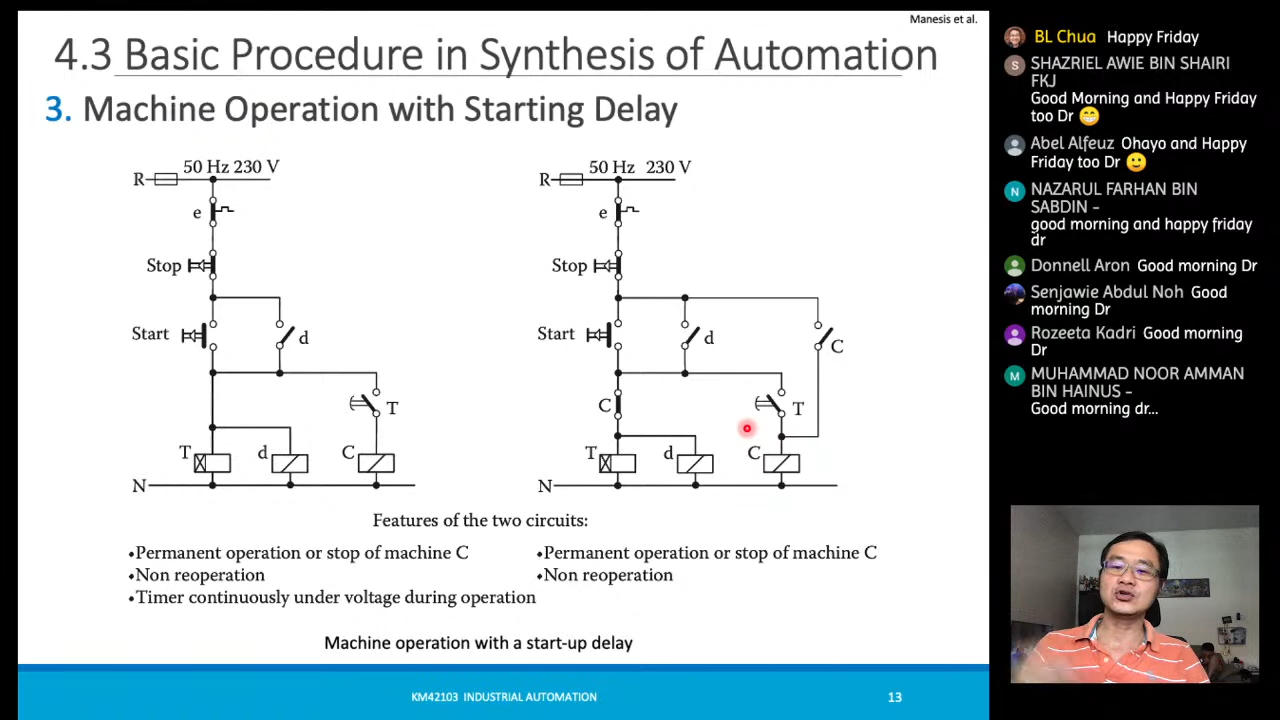 Manesis et al.
4.3 Basic Procedure in Synthesis of Automation
3. Machine Operation with Starting Delay
50 Hz 230 V
R
e
Stop
Start
d
T
T
d
C
N
50 Hz 230 V
R
e
Stop
Start
d
C
C
T
T
d
C
N
Features of the two circuits:
•Permanent operation or stop of machine C
•Non reoperation
•Timer continuously under voltage during operation
•Permanent operation or stop of machine C
•Non reoperation
Machine operation with a start-up delay
KM42103 INDUSTRIAL AUTOMATION
13
BL Chua Happy Friday
S
SHAZRIEL AWIE BIN SHAIRI
FKJ
Good Morning and Happy Friday
too Dr 😁
Abel Alfeuz Ohayo and Happy
Friday too Dr 🙂
N
NAZARUL FARHAN BIN
SABDIN -
good morning and happy friday
dr
Donnell Aron Good morning Dr
Senjawie Abdul Noh Good
morning Dr
Rozeeta Kadri Good morning
Dr
M
MUHAMMAD NOOR AMMAN
BIN HAINUS -
Good morning dr...